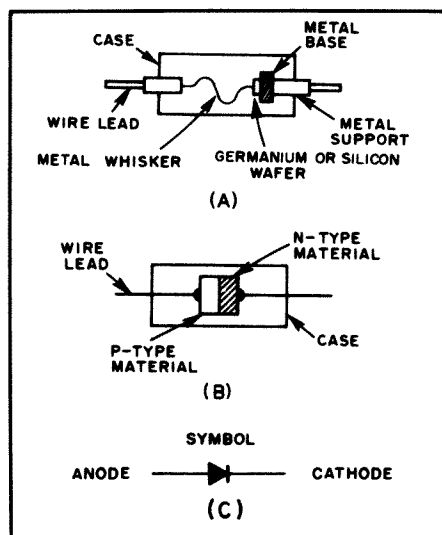 CASE
METAL
BASE
WIRE LEAD
METAL
SUPPORT
METAL WHISKER
GERMANIUM OR SILICON
WAFER
(A)
N-TYPE
MATERIAL
WIRE
LEAD
P-TYPE
MATERIAL
CASE
(B)
SYMBOL
ANODE
CATHODE
(C)